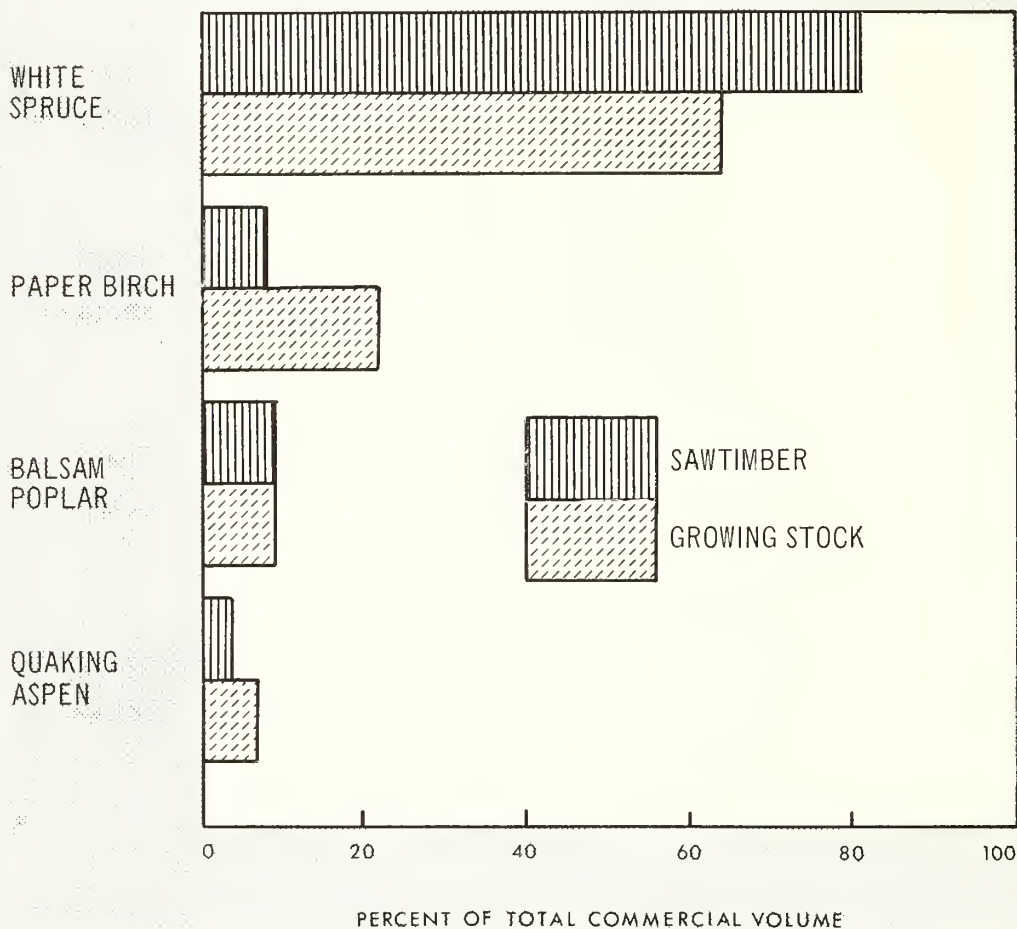 WHITE
SPRUCE
PAPER BIRCH
BALSAM
POPLAR
QUAKING
ASPEN
SAWTIMBER
GROWING STOCK
0 20 40 60 80 100
PERCENT OF TOTAL COMMERCIAL VOLUME